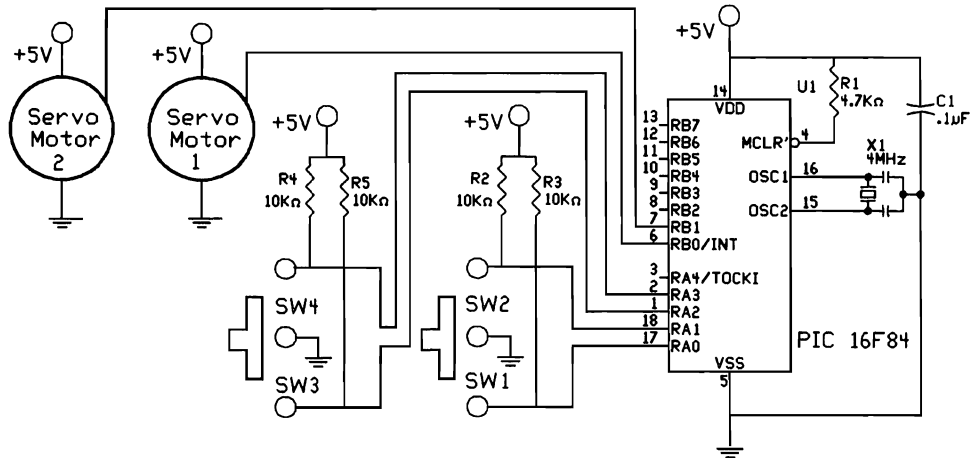 +5V
+5V
Servo
Motor
2
Servo
Motor
1
+5V
R4
10KΩ
R5
10KΩ
SW4
SW3
+5V
R2
10KΩ
R3
10KΩ
SW2
SW1
+5V
U1
R1
4.7KΩ
C1
.1µF
14
VDD
13
RB7
12
RB6
11
RB5
10
RB4
9
RB3
8
RB2
7
RB1
6
RB0/INT
3
RA4/TOCKI
2
RA3
1
RA2
18
RA1
17
RA0
MCLR'
4
X1
4MHz
OSC1
16
OSC2
15
PIC 16F84
VSS
5